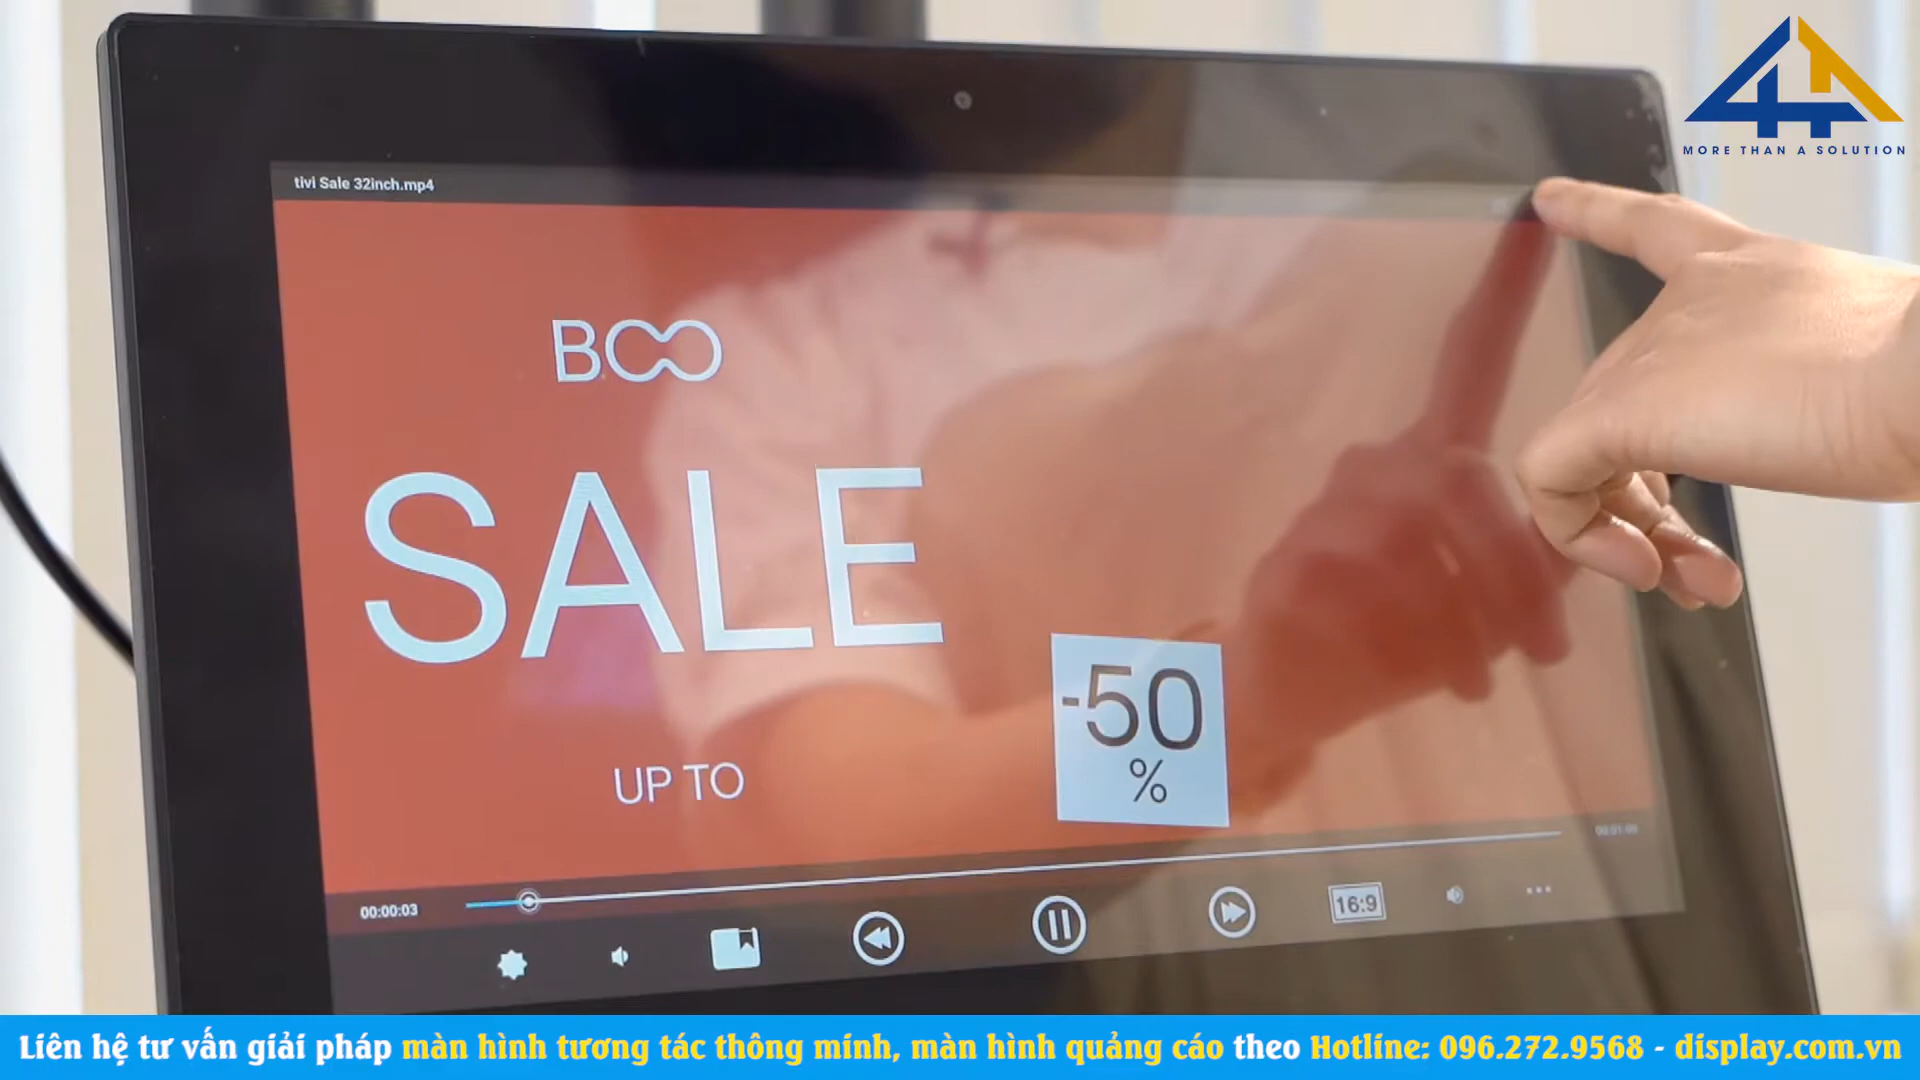 MORE THAN A SOLUTION
tivi Sale 32inch.mp4
BOO
SALE
-50
%
UP TO
00:00:03
16:9
Liên hệ tư vấn giải pháp màn hình tương tác thông minh, màn hình quảng cáo theo Hotline: 096.272.9568 - display.com.vn